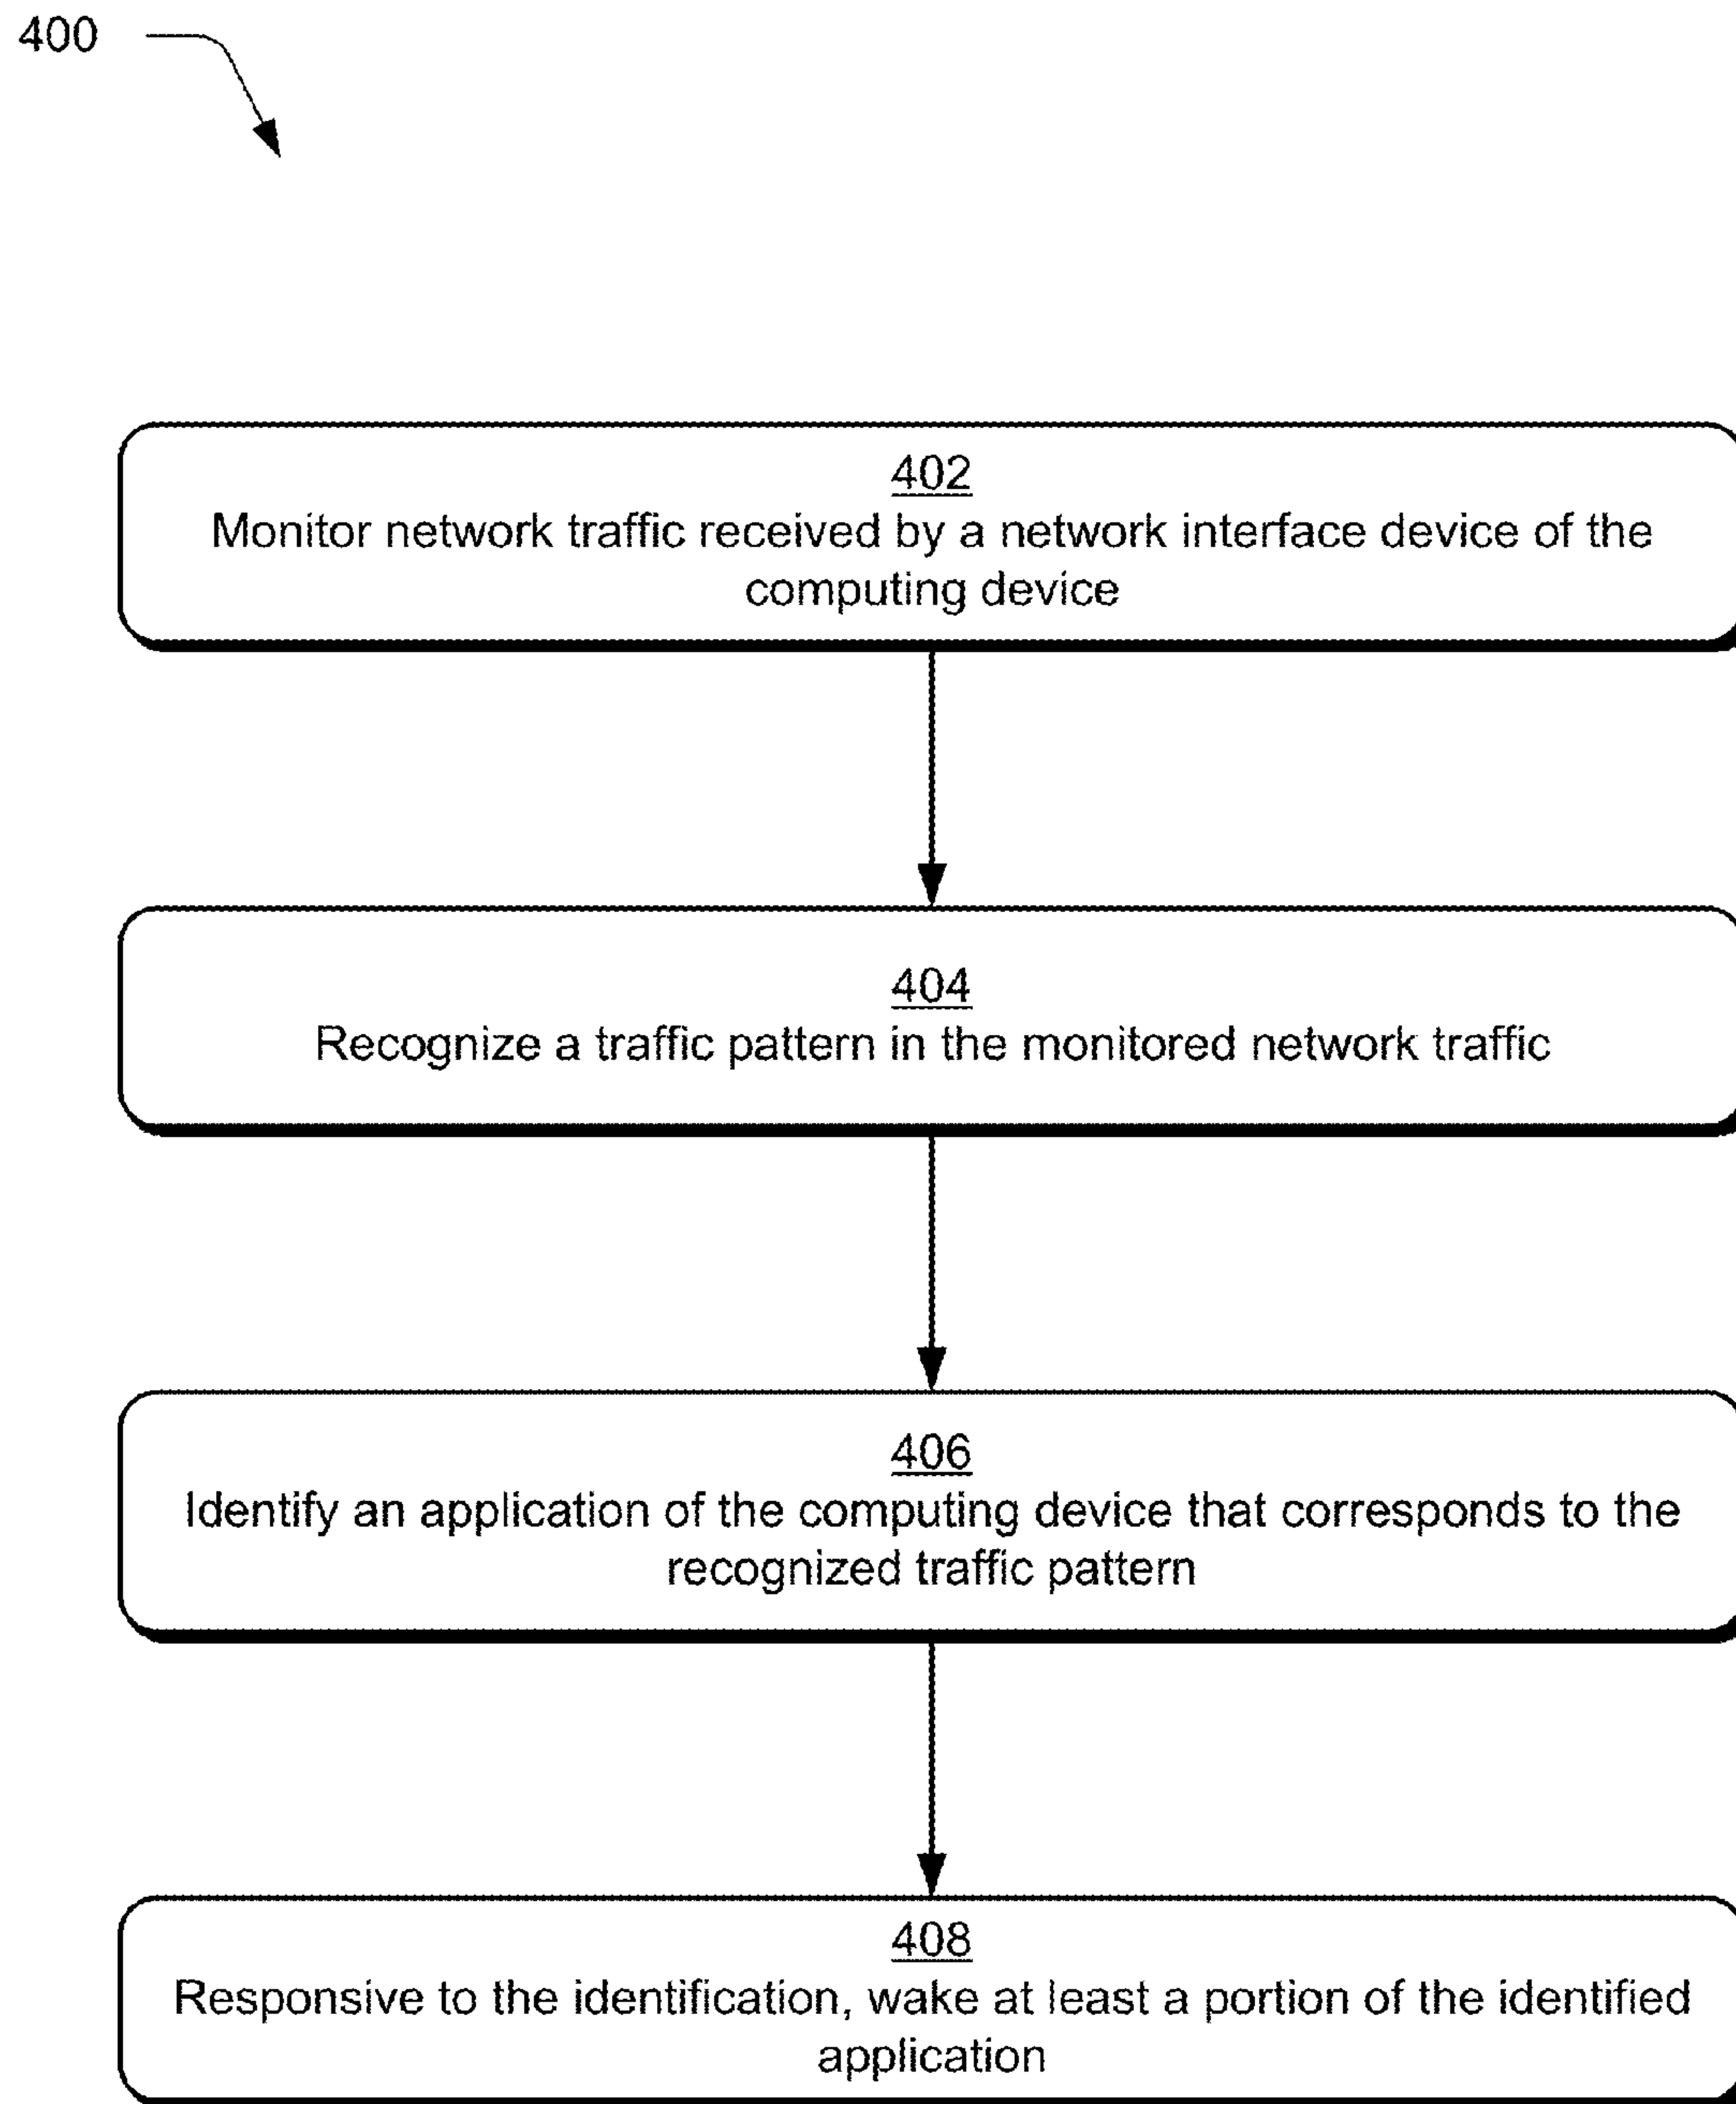 400
402
Monitor network traffic received by a network interface device of the
computing device
404
Recognize a traffic pattern in the monitored network traffic
406
Identify an application of the computing device that corresponds to the
recognized traffic pattern
408
Responsive to the identification, wake at least a portion of the identified
application